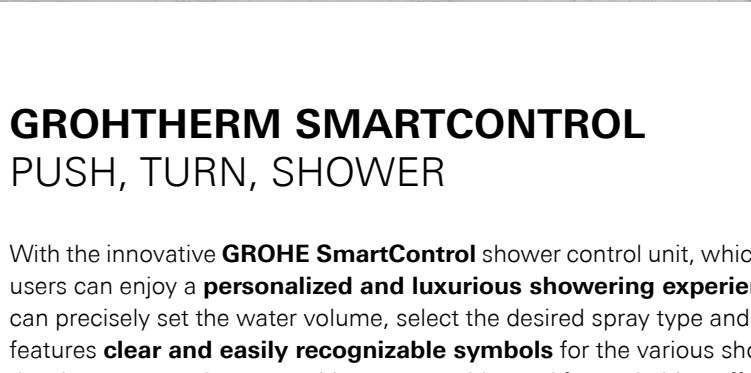 GROHTHERM SMARTCONTROL
PUSH, TURN, SHOWER
With the innovative GROHE SmartControl shower control unit, which
users can enjoy a personalized and luxurious showering
can precisely set the water volume, select the desired spray type and
features clear and easily recognizable symbols for the various